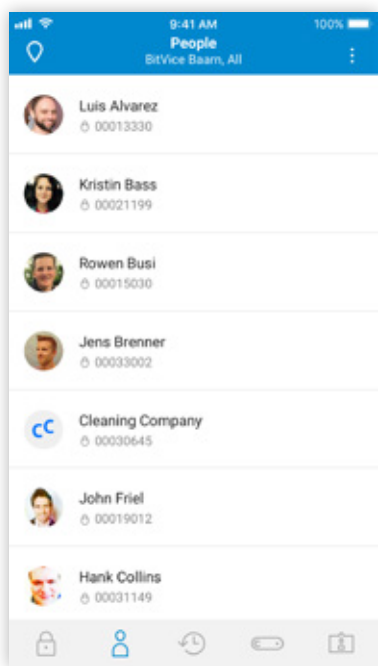 9:41 AM
100%
People
BitVice Baarn, All
Luis Alvarez
00013330
Kristin Bass
00021199
Rowen Busi
00015030
Jens Brenner
00033002
CC
Cleaning Company
00030645
John Friel
00019012
Hank Collins
00031149